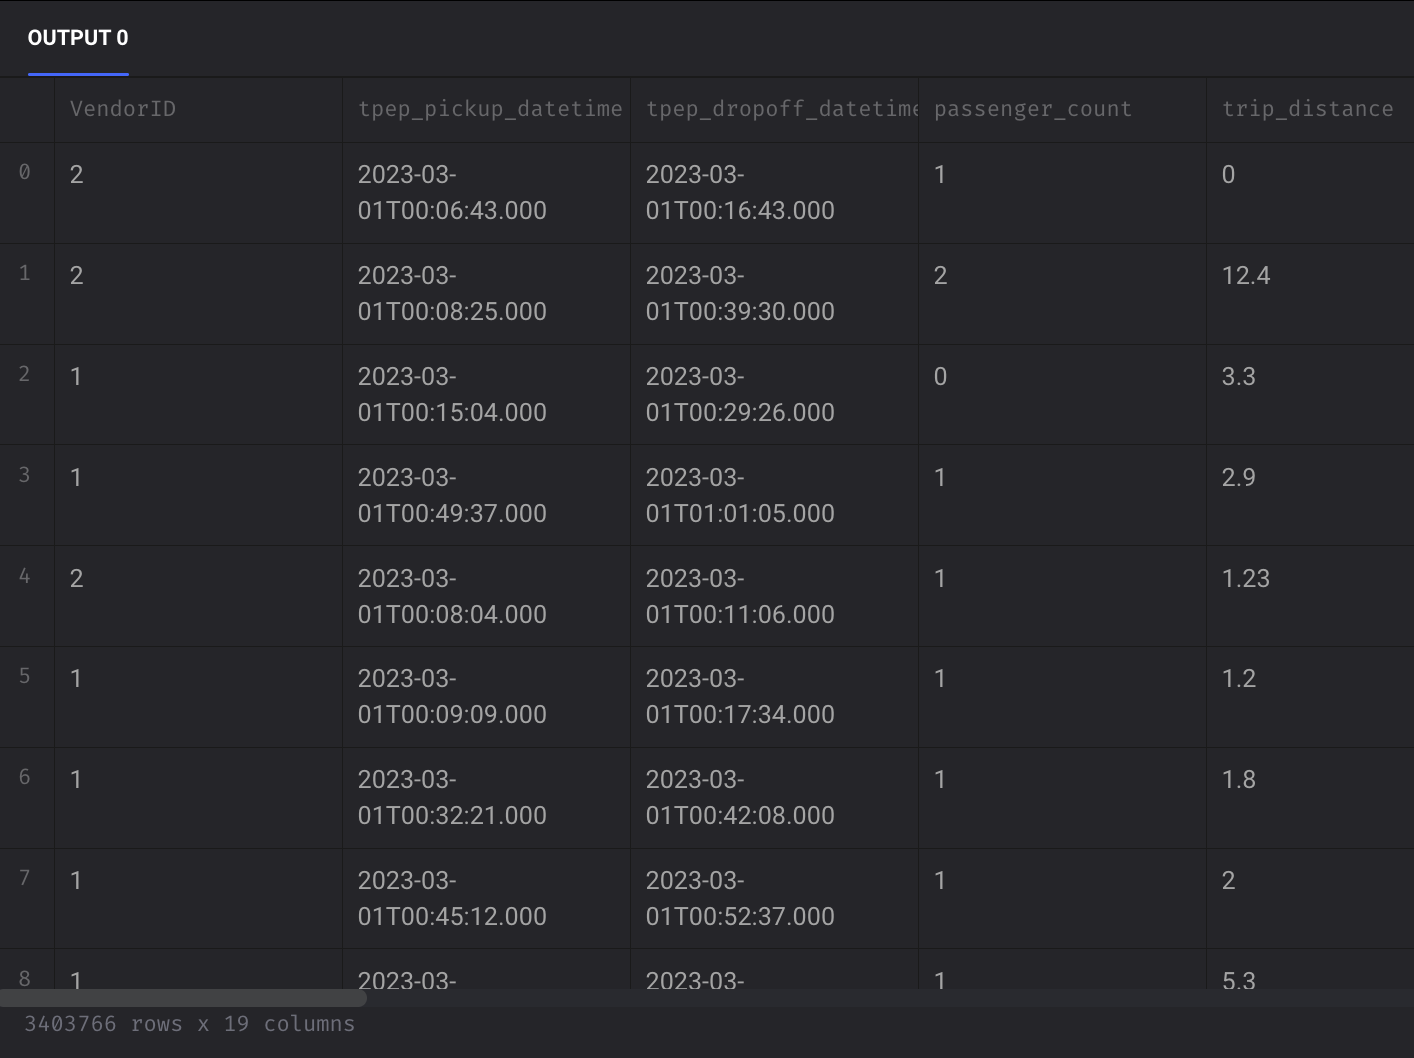 OUTPUT 0
VendorID tpep_pickup_datetime tpep_dropoff_datetime passenger_count trip_distance
0 2 2023-03- 2023-03- 1 0
01T00:06:43.000 01T00:16:43.000
1 2 2023-03- 2023-03- 2 12.4
01T00:08:25.000 01T00:39:30.000
2 1 2023-03- 2023-03- 0 3.3
01T00:15:04.000 01T00:29:26.000
3 1 2023-03- 2023-03- 1 2.9
01T00:49:37.000 01T01:01:05.000
4 2 2023-03- 2023-03- 1 1.23
01T00:08:04.000 01T00:11:06.000
5 1 2023-03- 2023-03- 1 1.2
01T00:09:09.000 01T00:17:34.000
6 1 2023-03- 2023-03- 1 1.8
01T00:32:21.000 01T00:42:08.000
7 1 2023-03- 2023-03- 1 2
01T00:45:12.000 01T00:52:37.000
8 1 2023-03- 2023-03- 1 5.3
3403766 rows x 19 columns